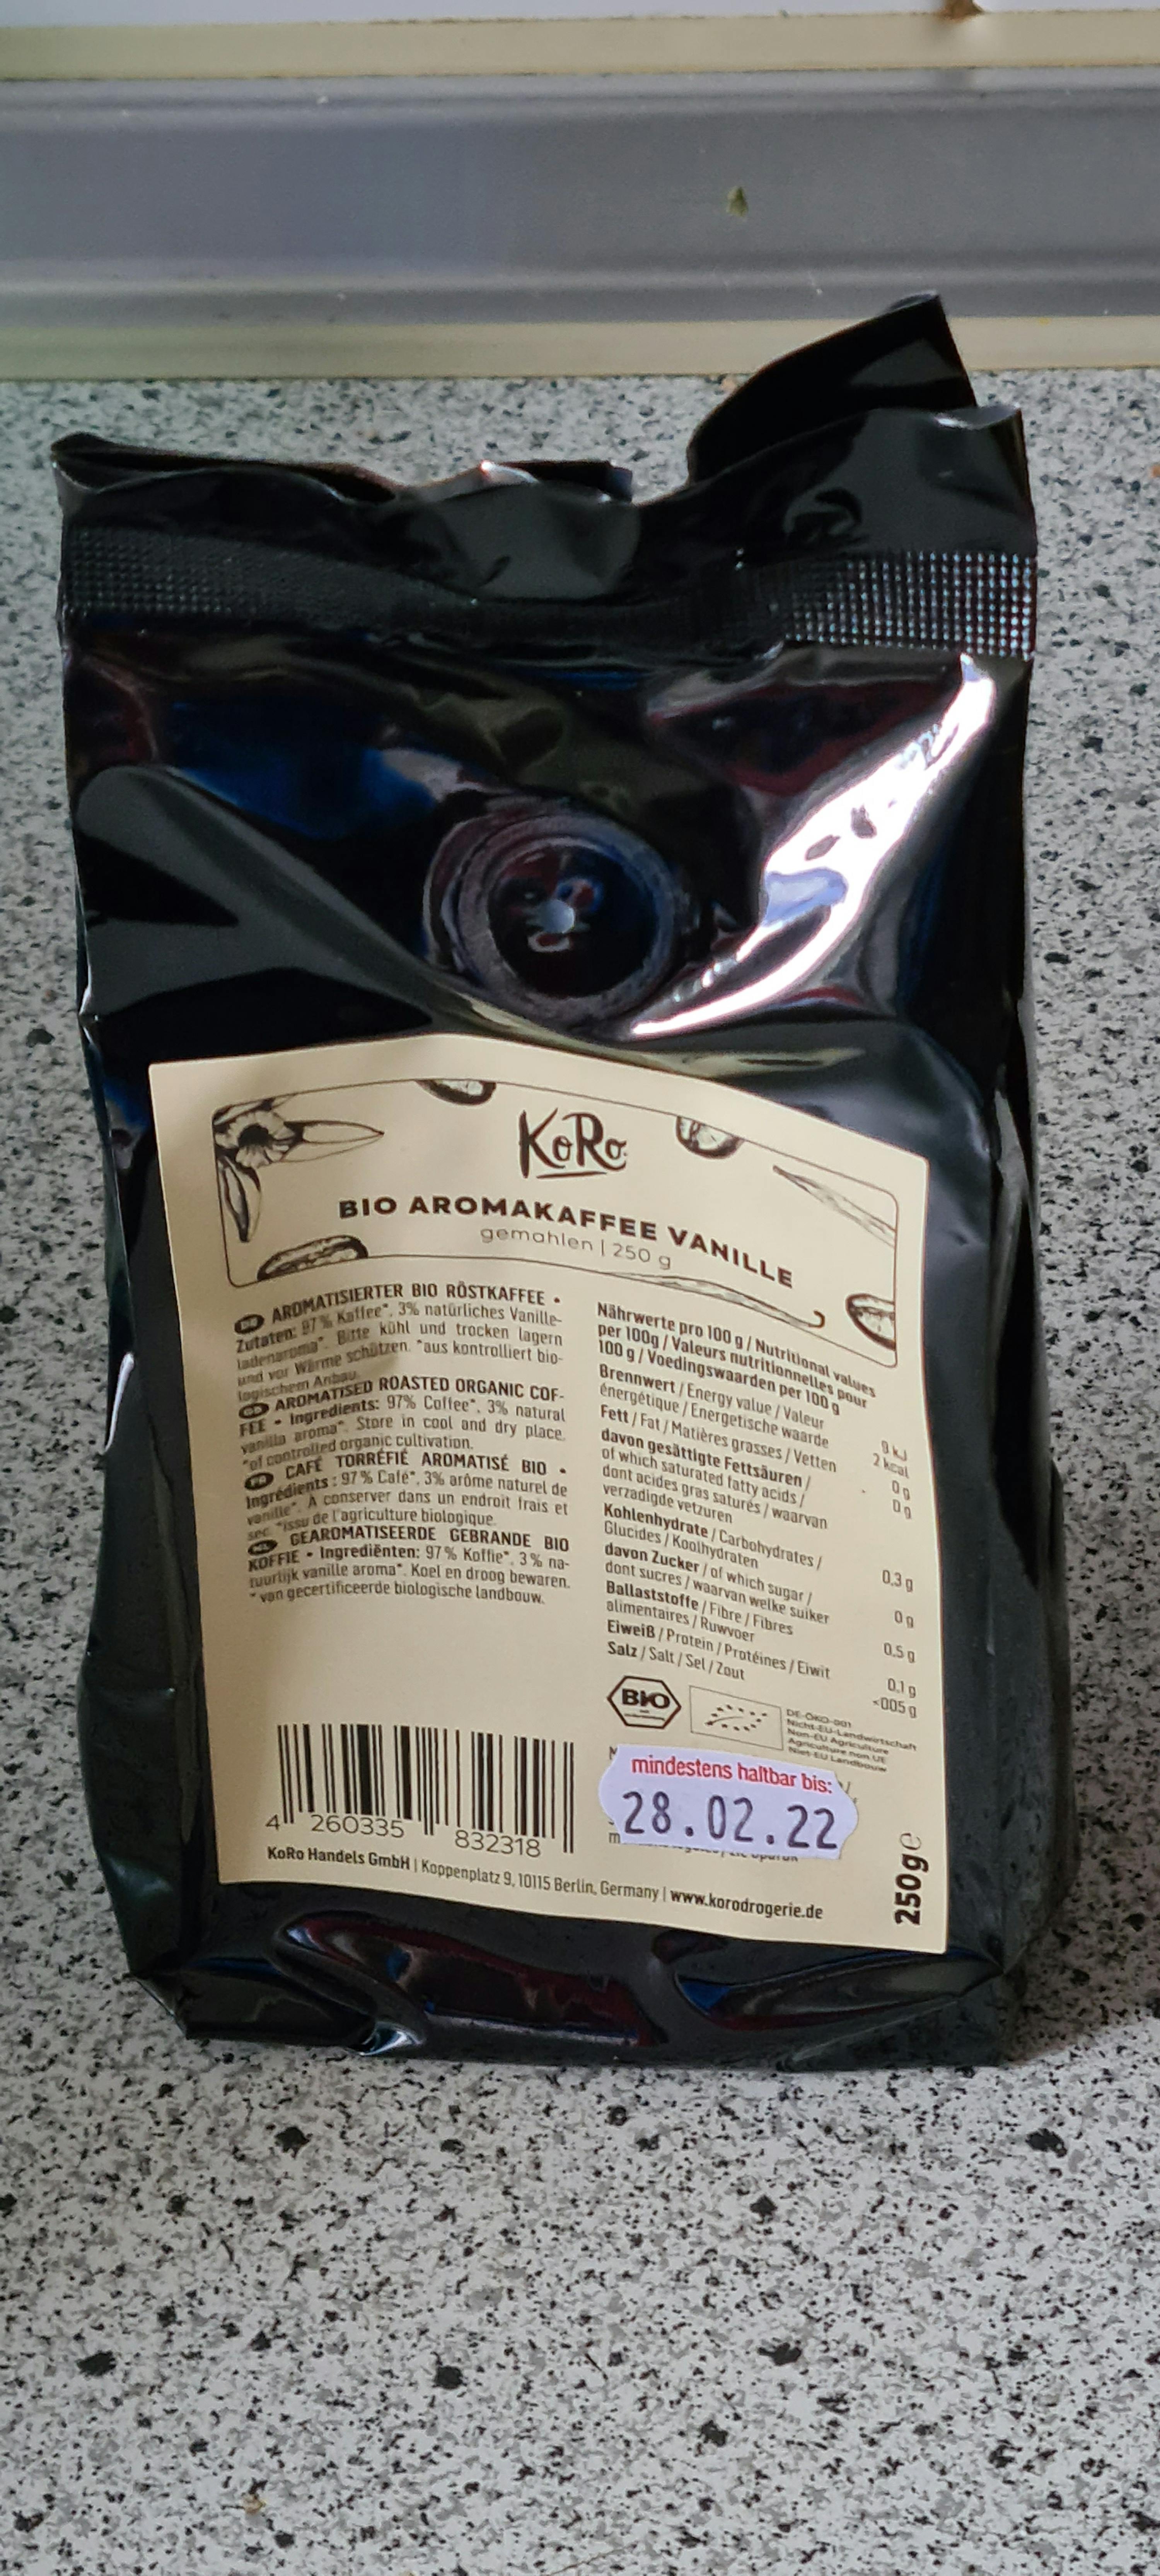 KoRo
BIO AROMAKAFFEE VANILLE
gemahlen | 250 g
DE AROMATISIERTER BIO RÖSTKAFFEE •
Zutaten: 97 % Kaffee*, 3% natürliches Vanille-
ladenaroma*. Bitte kühl und trocken lagern
und vor Wärme schützen. *aus kontrolliert bio-
logischem Anbau.
AROMATISED ROASTED ORGANIC COF-
FEE • Ingredients: 97% Coffee*, 3% natural
vanilla aroma*. Store in cool and dry place.
*of controlled organic cultivation.
CAFÉ TORRÉFIÉ AROMATISÉ BIO •
Ingrédients : 97 % Café*, 3% arôme naturel de
vanille*. À conserver dans un endroit frais et
sec. *issu de l'agriculture biologique.
NL GEAROMATISEERDE GEBRANDE BIO
KOFFIE • Ingrediënten: 97 % Koffie*, 3 % na-
tuurlijk vanille aroma*. Koel en droog bewaren.
*van gecertificeerde biologische landbouw.
Nährwerte pro 100 g / Nutritional values
per 100g / Valeurs nutritionnelles pour
100 g / Voedingswaarden per 100 g
Brennwert / Energy value / Valeur
énergétique / Energetische waarde 9 kJ
2 kcal
Fett / Fat / Matières grasses / Vetten 0 g
davon gesättigte Fettsäuren / 0 g
of which saturated fatty acids /
dont acides gras saturés / waarvan
verzadigde vetzuren
Kohlenhydrate / Carbohydrates /
Glucides / Koolhydraten 0,3 g
davon Zucker / of which sugar /
dont sucres / waarvan welke suiker 0 g
Ballaststoffe / Fibre / Fibres
alimentaires / Ruwvoer 0,5 g
Eiweiß / Protein / Protéines / Eiwit 0,1 g
Salz / Salt / Sel / Zout <005 g
BIO
DE-ÖKO-001
Nicht-EU-Landwirtschaft
Non-EU Agriculture
Agriculture non UE
Niet-EU Landbouw
mindestens haltbar bis:
28.02.22
4 260335 832318
KoRo Handels GmbH | Koppenplatz 9, 10115 Berlin, Germany | www.korodrogerie.de
250g e